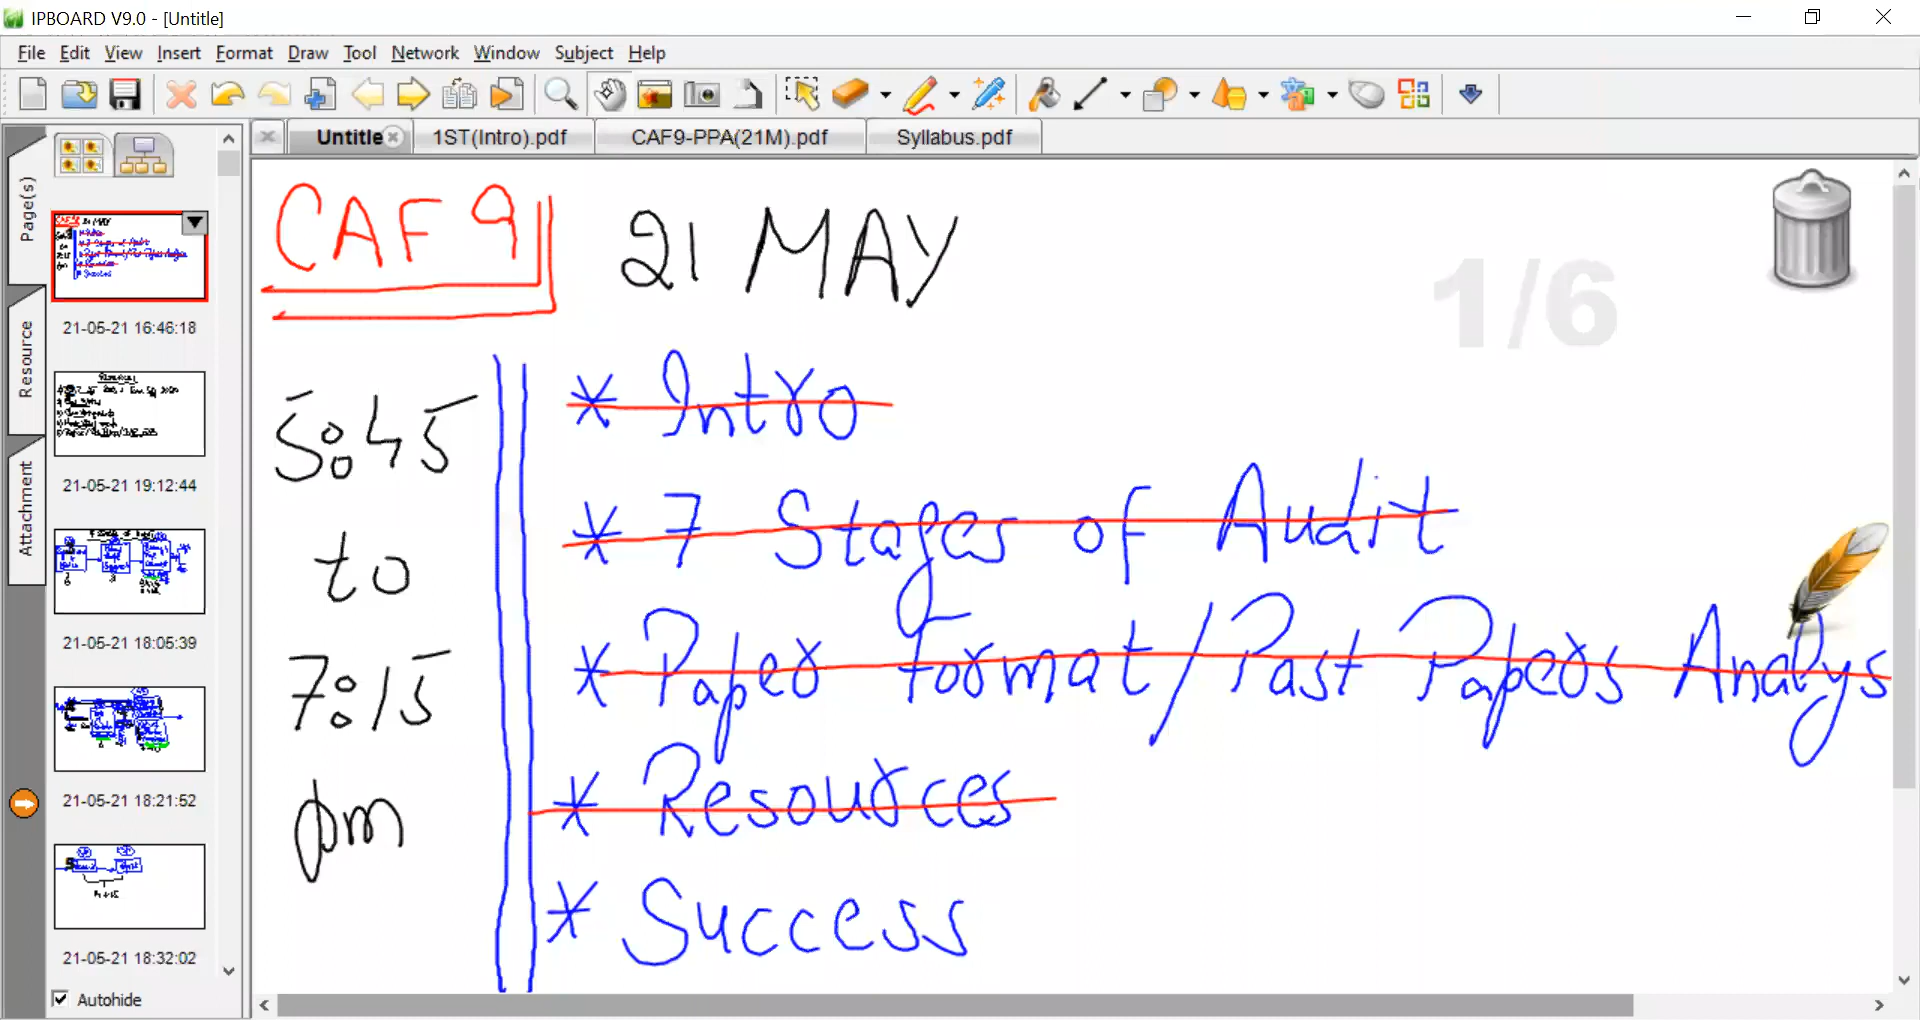 IPBOARD V9.0 - [Untitle]
File Edit View Insert Format Draw Tool Network Window Subject Help
Untitle 1ST(Intro).pdf CAF9-PPA(21M).pdf Syllabus.pdf
Page(s)
Resource
Attachment
21-05-21 16:46:18
21-05-21 19:12:44
21-05-21 18:05:39
21-05-21 18:21:52
21-05-21 18:32:02
Autohide
CAF 9 21 MAY
1/6
5:45
to
7:15
pm
* Intro
* 7 Stages of Audit
* Paper Format/Past Papers Analys
* Resources
* Success